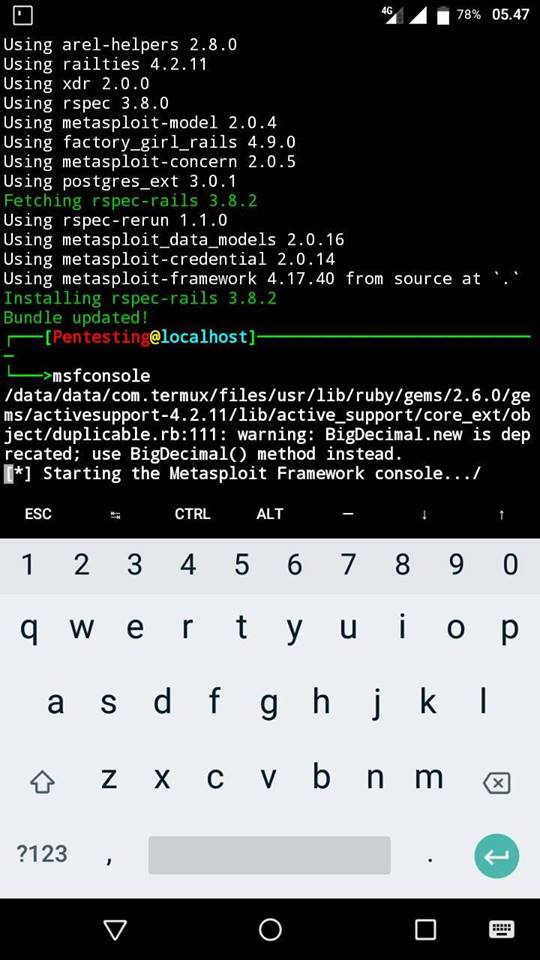 4G 78% 05.47
Using arel-helpers 2.8.0
Using railties 4.2.11
Using xdr 2.0.0
Using rspec 3.8.0
Using metasploit-model 2.0.4
Using factory_girl_rails 4.9.0
Using metasploit-concern 2.0.5
Using postgres_ext 3.0.1
Fetching rspec-rails 3.8.2
Using rspec-rerun 1.1.0
Using metasploit_data_models 2.0.16
Using metasploit-credential 2.0.14
Using metasploit-framework 4.17.40 from source at `.`
Installing rspec-rails 3.8.2
Bundle updated!
┌──[Pentesting@localhost]────────────────────────────
─
└──>msfconsole
/data/data/com.termux/files/usr/lib/ruby/gems/2.6.0/ge
ms/activesupport-4.2.11/lib/active_support/core_ext/ob
ject/duplicable.rb:111: warning: BigDecimal.new is dep
recated; use BigDecimal() method instead.
[*] Starting the Metasploit Framework console.../
ESC ↹ CTRL ALT — ↓ ↑
1 2 3 4 5 6 7 8 9 0
q w e r t y u i o p
a s d f g h j k l
z x c v b n m
?123 , .